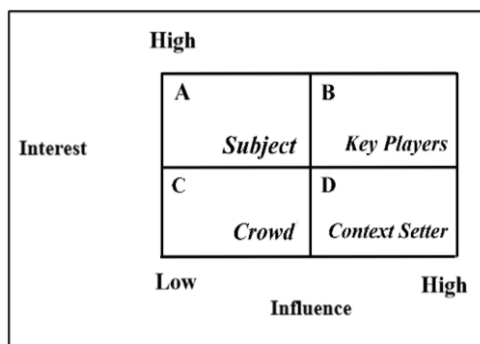 High
A
B
Interest
Subject
Key Players
C
D
Crowd
Context Setter
Low
High
Influence